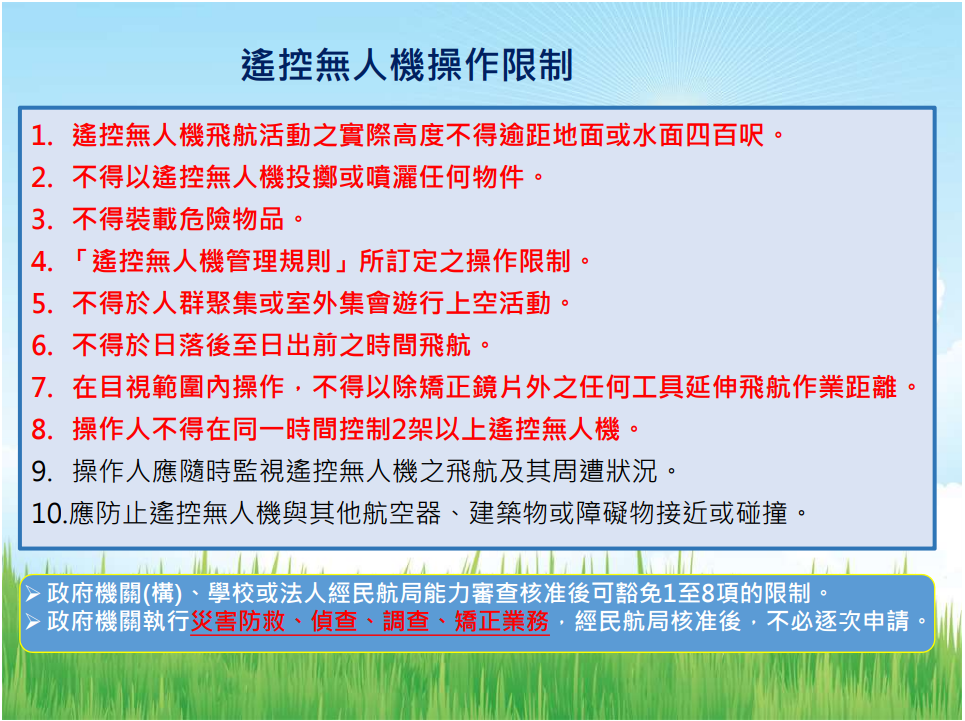 遙控無人機操作限制
1. 遙控無人機飛航活動之實際高度不得逾距地面或水面四百呎。
2. 不得以遙控無人機投擲或噴灑任何物件。
3. 不得裝載危險物品。
4. 「遙控無人機管理規則」所訂定之操作限制。
5. 不得於人群聚集或室外集會遊行上空活動。
6. 不得於日落後至日出前之時間飛航。
7. 在目視範圍內操作，不得以除矯正鏡片外之任何工具延伸飛航作業距離。
8. 操作人不得在同一時間控制2架以上遙控無人機。
9. 操作人應隨時監視遙控無人機之飛航及其周遭狀況。
10.應防止遙控無人機與其他航空器、建築物或障礙物接近或碰撞。
➢ 政府機關(構)、學校或法人經民航局能力審查核准後可豁免1至8項的限制。
➢ 政府機關執行災害防救、偵查、調查、矯正業務，經民航局核准後，不必逐次申請。